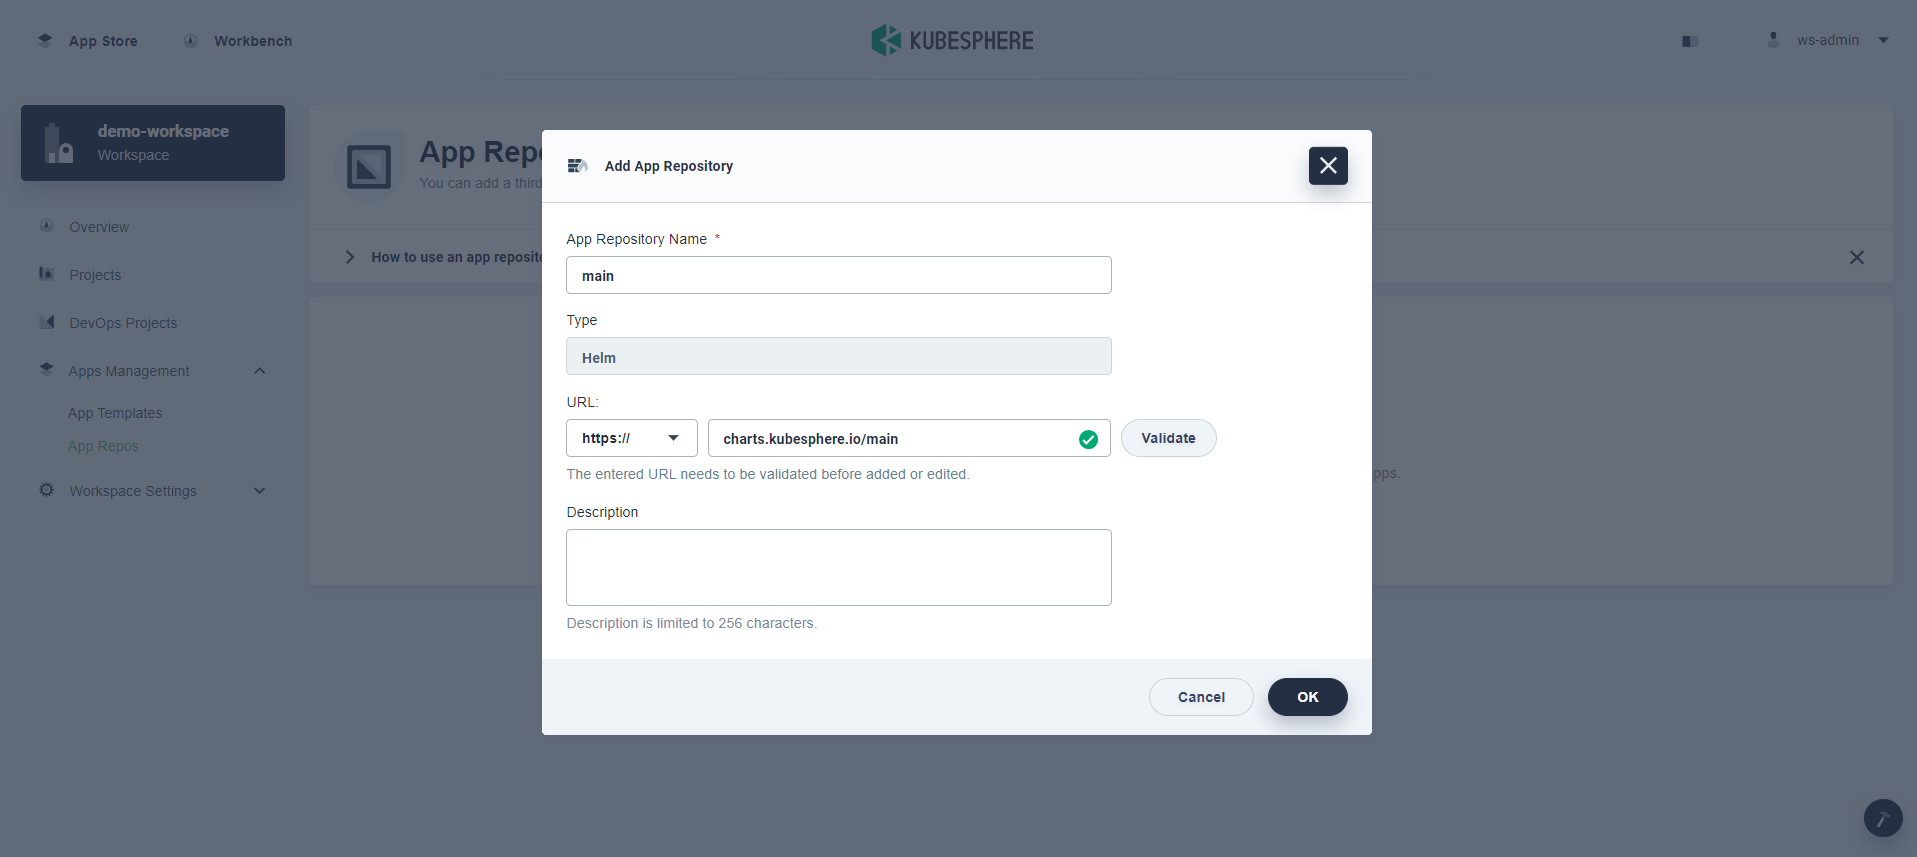 App Store
Workbench
KUBESPHERE
ws-admin
demo-workspace
Workspace
Overview
Projects
DevOps Projects
Apps Management
App Templates
App Repos
Workspace Settings
App Repo
You can add a third
How to use an app reposito
pps.
Add App Repository
App Repository Name *
main
Type
Helm
URL:
https://
charts.kubesphere.io/main
Validate
The entered URL needs to be validated before added or edited.
Description
Description is limited to 256 characters.
Cancel
OK